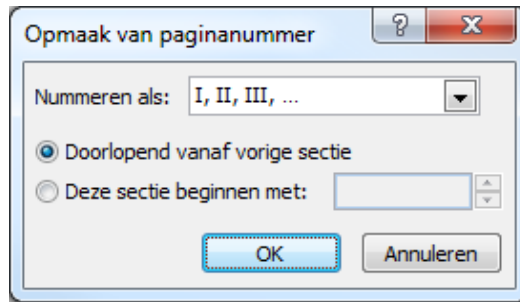 Opmaak van paginanummer
Nummeren als: I, II, III, ...
Doorlopend vanaf vorige sectie
Deze sectie beginnen met:
OK Annuleren